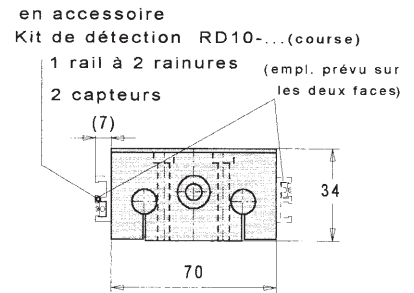 en accessoire
Kit de détection RD10-...(course)
1 rail à 2 rainures
(empl. prévu sur
les deux faces)
2 capteurs
(7)
34
70